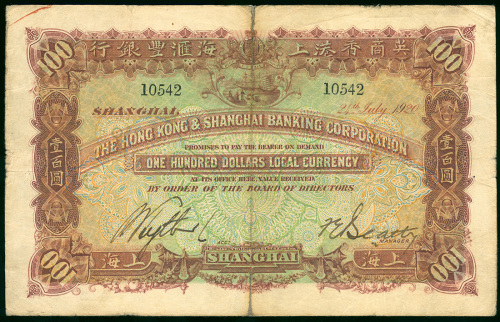 英商香港上海滙豐銀行
100 100
10542 10542
SHANGHAI, July 1920
THE HONG KONG & SHANGHAI BANKING CORPORATION
PROMISES TO PAY THE BEARER ON DEMAND
ONE HUNDRED DOLLARS LOCAL CURRENCY
AT ITS OFFICE HERE, VALUE RECEIVED
BY ORDER OF THE BOARD OF DIRECTORS
壹百圓
壹百圓
MANAGER
SHANGHAI
上海 上海
100 100